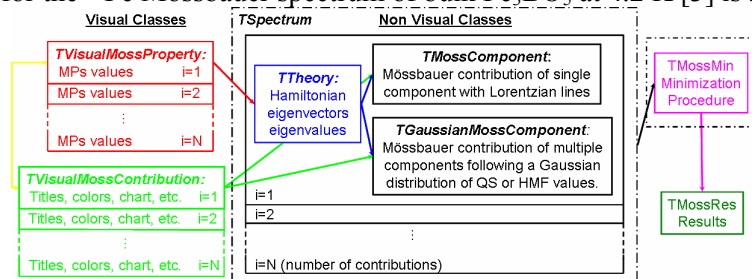 Visual Classes
TSpectrum
Non Visual Classes
TVisualMossProperty:
MPs values i=1
MPs values i=2
⋮
MPs values i=N
TVisualMossContribution:
Titles, colors, chart, etc. i=1
Titles, colors, chart, etc. i=2
⋮
Titles, colors, chart, etc. i=N
TTheory:
Hamiltonian
eigenvectors
eigenvalues
TMossComponent:
Mössbauer contribution of single
component with Lorentzian lines
TGaussianMossComponent:
Mössbauer contribution of multiple
components following a Gaussian
distribution of QS or HMF values.
i=1
i=2
⋮
i=N (number of contributions)
TMossMin
Minimization
Procedure
TMossRes
Results